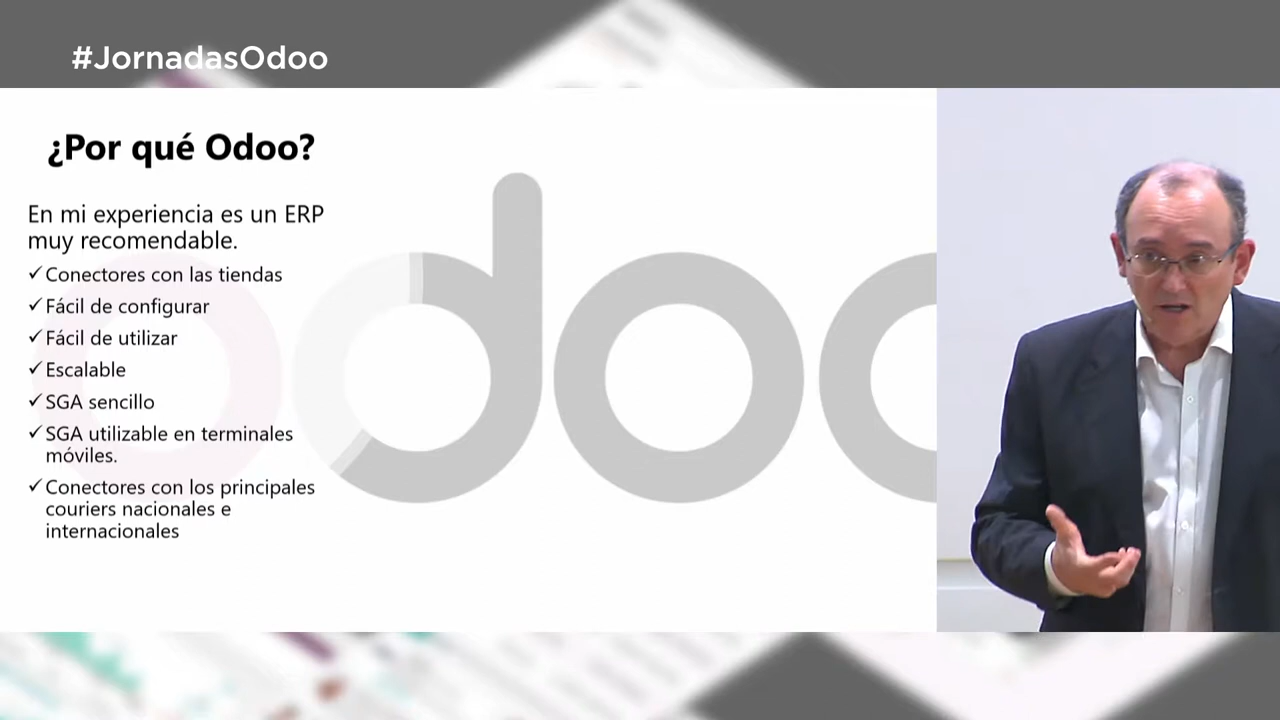 #JornadasOdoo
¿Por qué Odoo?
En mi experiencia es un ERP
muy recomendable.
✓Conectores con las tiendas
✓Fácil de configurar
✓Fácil de utilizar
✓Escalable
✓SGA sencillo
✓SGA utilizable en terminales
móviles.
✓Conectores con los principales
couriers nacionales e
internacionales
odoo